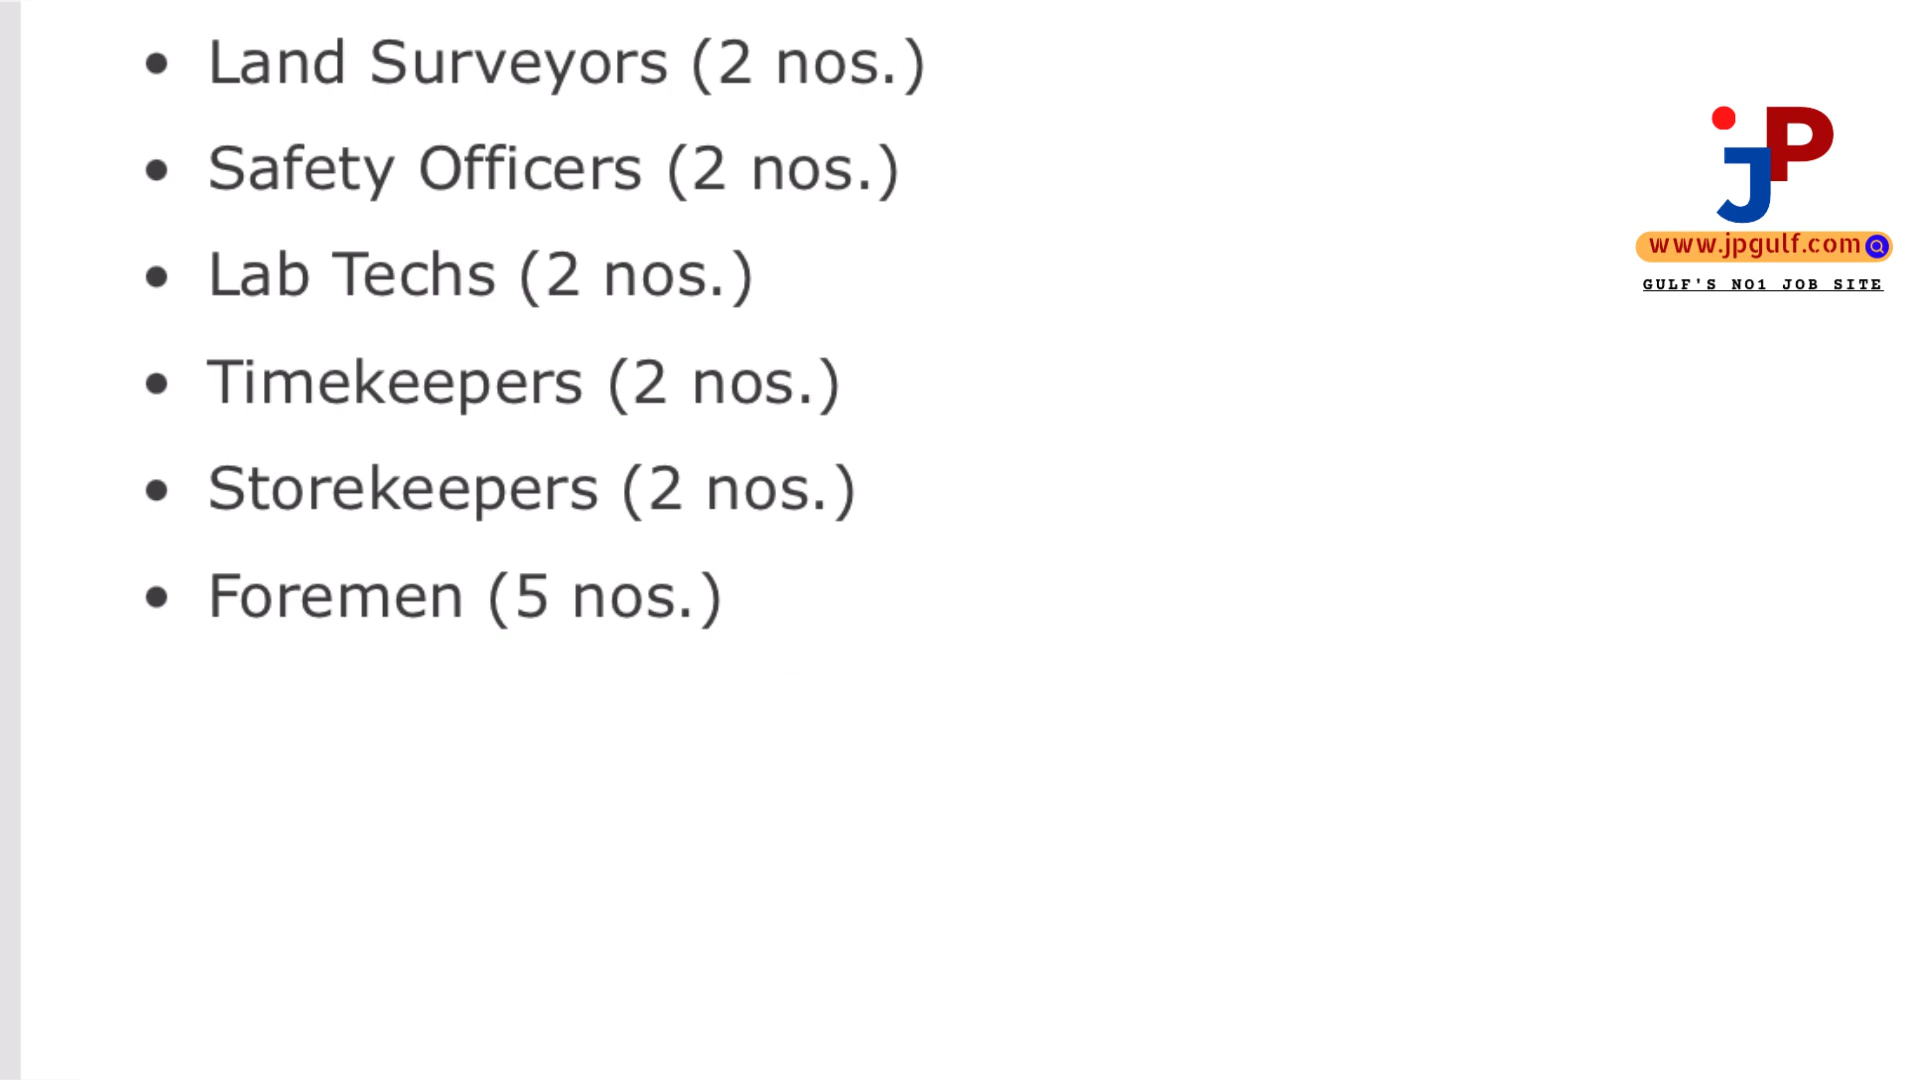 • Land Surveyors (2 nos.)
• Safety Officers (2 nos.)
• Lab Techs (2 nos.)
• Timekeepers (2 nos.)
• Storekeepers (2 nos.)
• Foremen (5 nos.)
JP
www.jpgulf.com
GULF'S NO1 JOB SITE